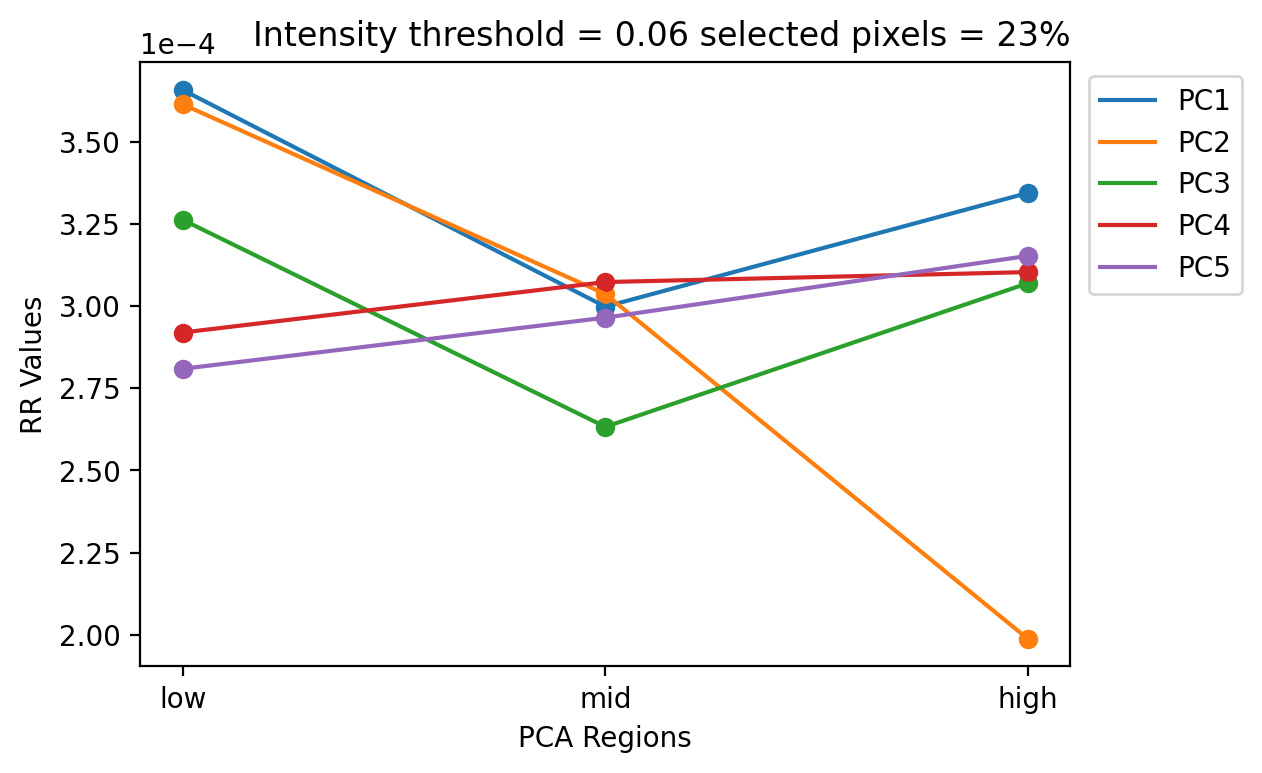 Intensity threshold = 0.06 selected pixels = 23%
1e−4
3.50
3.25
3.00
2.75
2.50
2.25
2.00
RR Values
low
mid
high
PCA Regions
PC1
PC2
PC3
PC4
PC5